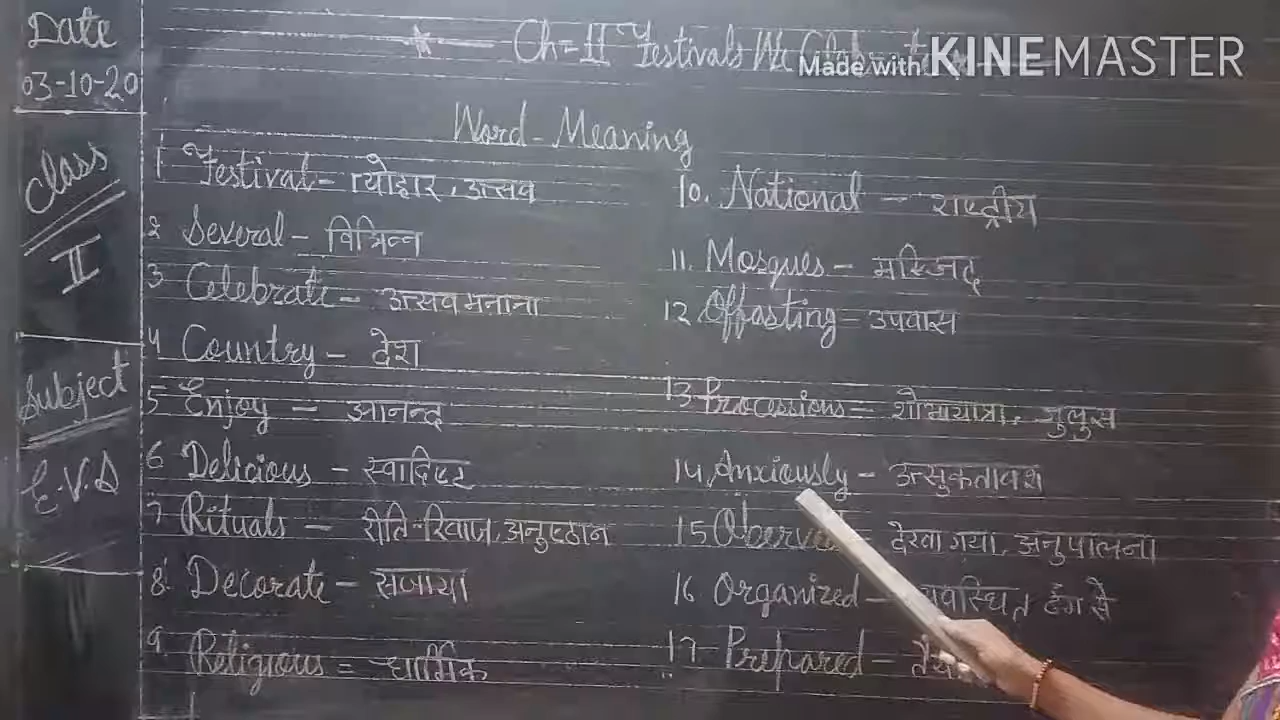 Date
03-10-20
Class
II
Subject
E.V.S
Ch=11 Festivals We
Made with KINEMASTER
Word-Meaning
1 Festival- त्योहार, उत्सव
2 Several- विभिन्न
3 Celebrate- उत्सव मनाना
4 Country- देश
5 Enjoy - आनन्द
6 Delicious - स्वादिष्ट
7 Rituals - रीति-रिवाज, अनुष्ठान
8. Decorate - सजाया
9 Religious = धार्मिक
10. National - राष्ट्रीय
11. Mosques - मस्जिद
12 Offasting - उपवास
13 Processions - शोभायात्रा, जुलुस
14. Anxiously - उत्सुकतावश
15 - देखा गया, अनुपालना
16 Organized - ढंग से
17 Prepared -